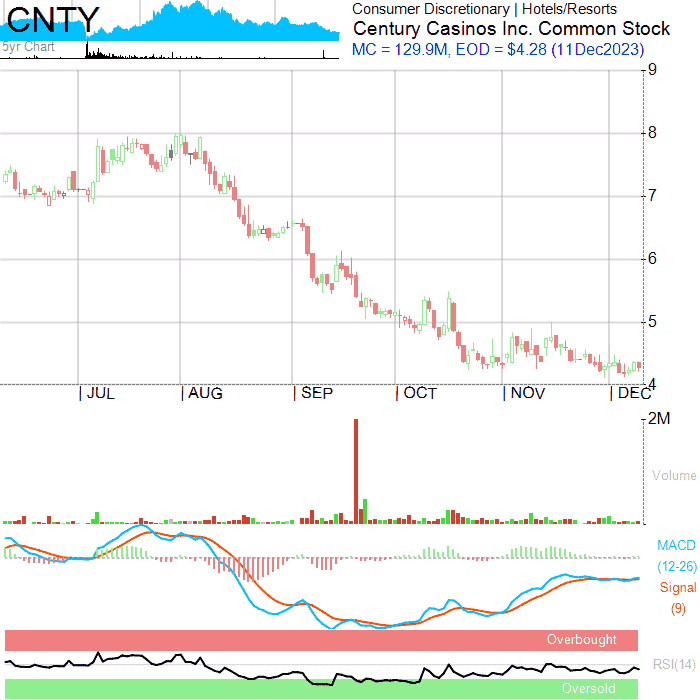 CNTY
5yr Chart
Consumer Discretionary | Hotels/Resorts
Century Casinos Inc. Common Stock
MC = 129.9M, EOD = $4.28 (11Dec2023)
9
8
7
6
5
4
| JUL | AUG | SEP | OCT | NOV | DEC
2M
Volume
MACD
(12-26)
Signal
(9)
Overbought
RSI(14)
Oversold